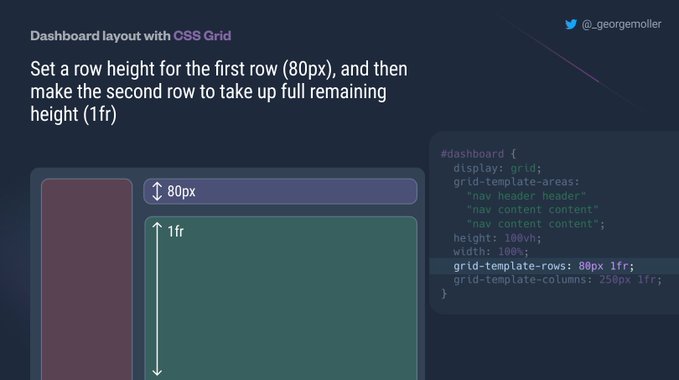 @_georgemoller
Dashboard layout with CSS Grid
Set a row height for the first row (80px), and then
make the second row to take up full remaining
height (1fr)
80px
1fr
#dashboard {
display: grid;
grid-template-areas:
"nav header header"
"nav content content"
"nav content content";
height: 100vh;
width: 100%;
grid-template-rows: 80px 1fr;
grid-template-columns: 250px 1fr;
}